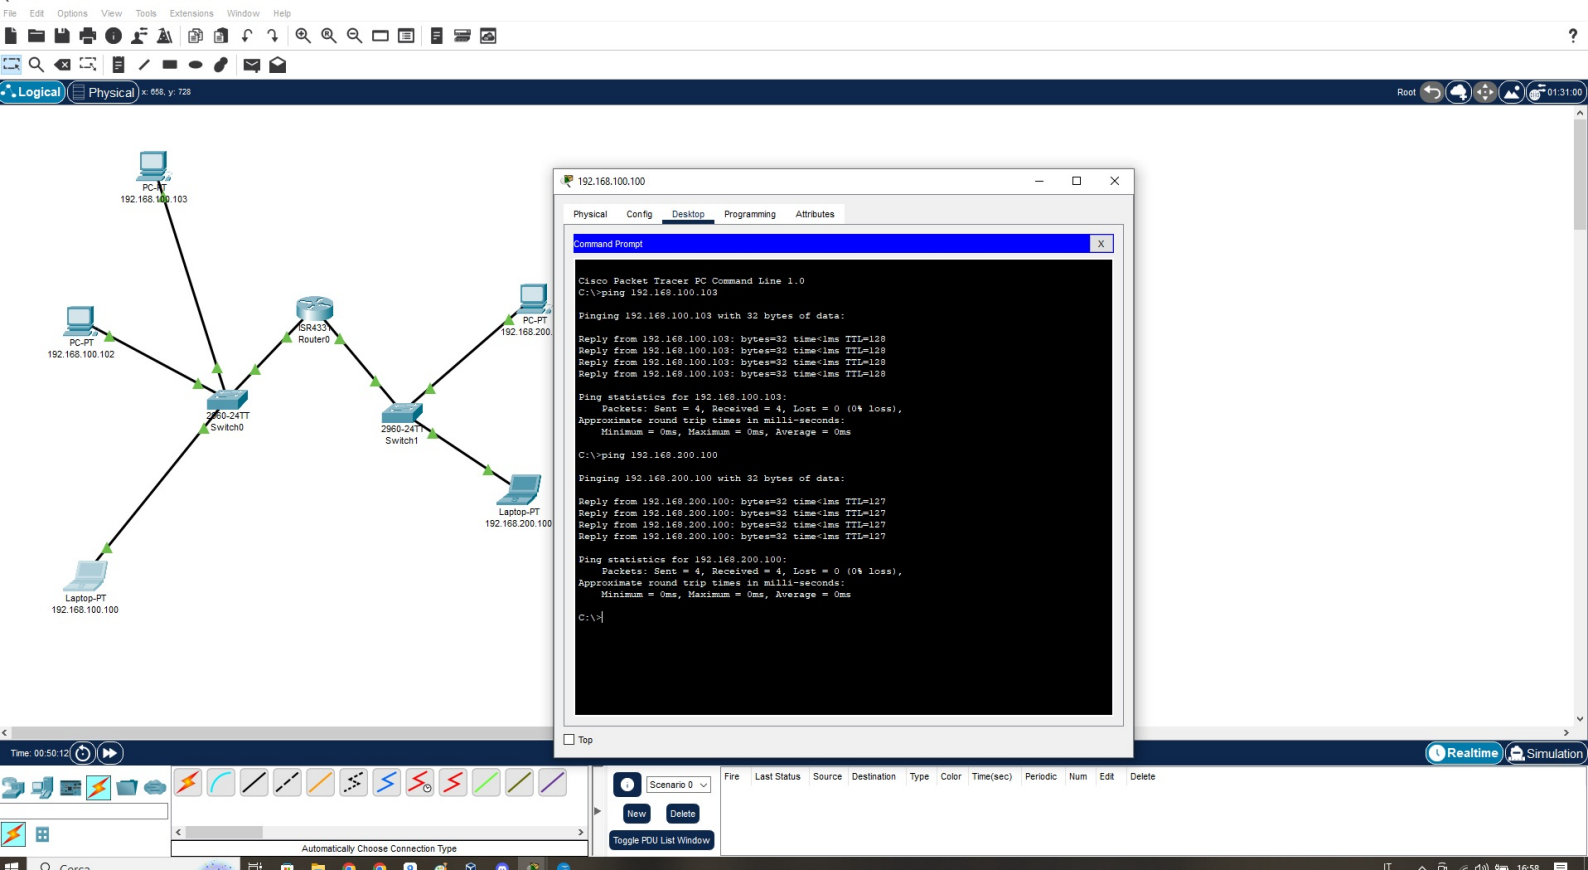 File Edit Options View Tools Extensions Window Help
?
Logical Physical x: 658, y: 728
Root 01:31:00
PC-PT
192.168.100.103
PC-PT
192.168.100.102
ISR4331
Router0
2960-24TT
Switch0
2960-24TT
Switch1
PC-PT
192.168.200.
Laptop-PT
192.168.200.100
Laptop-PT
192.168.100.100
192.168.100.100
Physical Config Desktop Programming Attributes
Command Prompt X
Cisco Packet Tracer PC Command Line 1.0
C:\>ping 192.168.100.103
Pinging 192.168.100.103 with 32 bytes of data:
Reply from 192.168.100.103: bytes=32 time<1ms TTL=128
Reply from 192.168.100.103: bytes=32 time<1ms TTL=128
Reply from 192.168.100.103: bytes=32 time<1ms TTL=128
Reply from 192.168.100.103: bytes=32 time<1ms TTL=128
Ping statistics for 192.168.100.103:
Packets: Sent = 4, Received = 4, Lost = 0 (0% loss),
Approximate round trip times in milli-seconds:
Minimum = 0ms, Maximum = 0ms, Average = 0ms
C:\>ping 192.168.200.100
Pinging 192.168.200.100 with 32 bytes of data:
Reply from 192.168.200.100: bytes=32 time<1ms TTL=127
Reply from 192.168.200.100: bytes=32 time<1ms TTL=127
Reply from 192.168.200.100: bytes=32 time<1ms TTL=127
Reply from 192.168.200.100: bytes=32 time<1ms TTL=127
Ping statistics for 192.168.200.100:
Packets: Sent = 4, Received = 4, Lost = 0 (0% loss),
Approximate round trip times in milli-seconds:
Minimum = 0ms, Maximum = 0ms, Average = 0ms
C:\>
Top
Time: 00:50:12
Realtime Simulation
Scenario 0
New Delete
Toggle PDU List Window
Fire Last Status Source Destination Type Color Time(sec) Periodic Num Edit Delete
Automatically Choose Connection Type
Cerca
IT 16:58